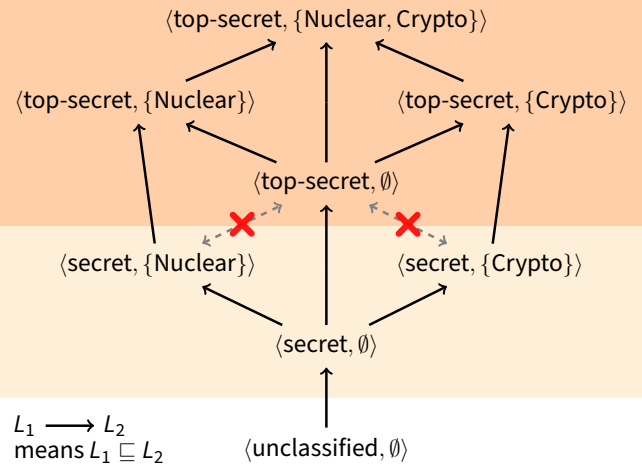 ⟨top-secret, {Nuclear, Crypto}⟩
⟨top-secret, {Nuclear}⟩
⟨top-secret, {Crypto}⟩
⟨top-secret, ∅⟩
⟨secret, {Nuclear}⟩
⟨secret, {Crypto}⟩
⟨secret, ∅⟩
L₁ ⟶ L₂
means L₁ ⊑ L₂
⟨unclassified, ∅⟩